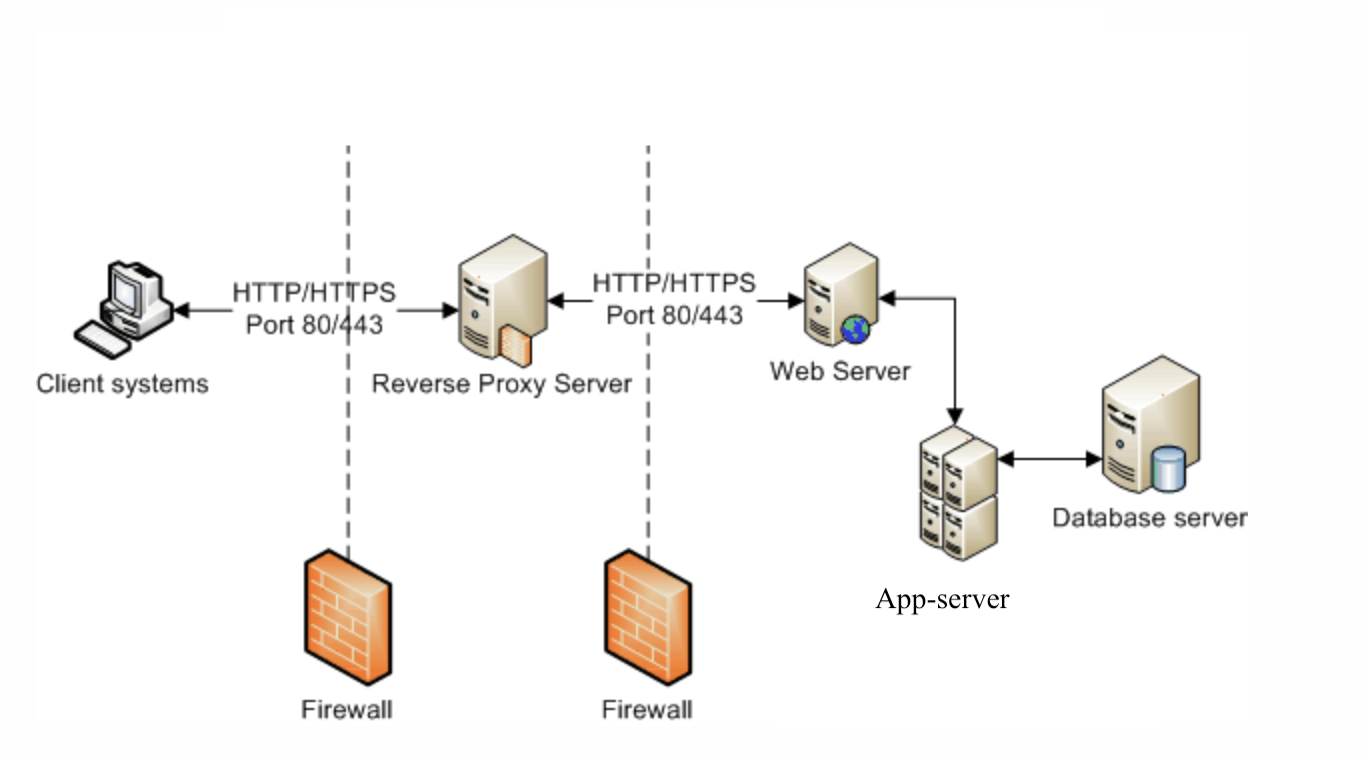 HTTP/HTTPS
Port 80/443
Client systems
Reverse Proxy Server
HTTP/HTTPS
Port 80/443
Web Server
Database server
App-server
Firewall
Firewall